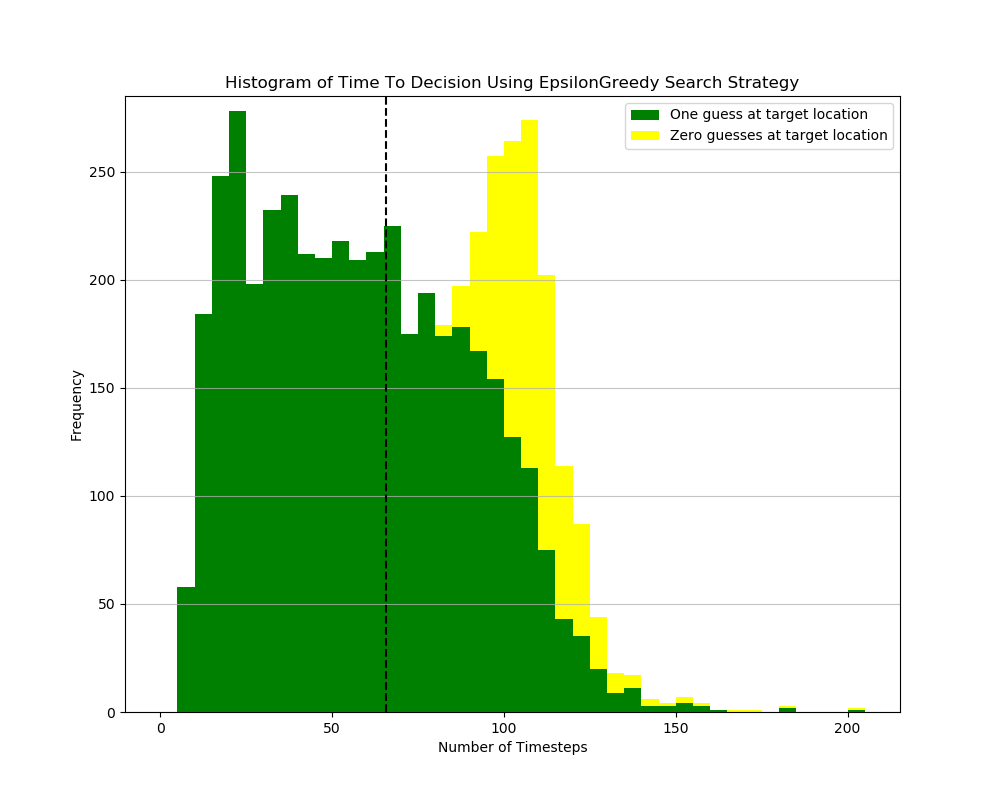 Histogram of Time To Decision Using EpsilonGreedy Search Strategy
One guess at target location
Zero guesses at target location
250
200
150
100
50
0
Frequency
0 50 100 150 200
Number of Timesteps